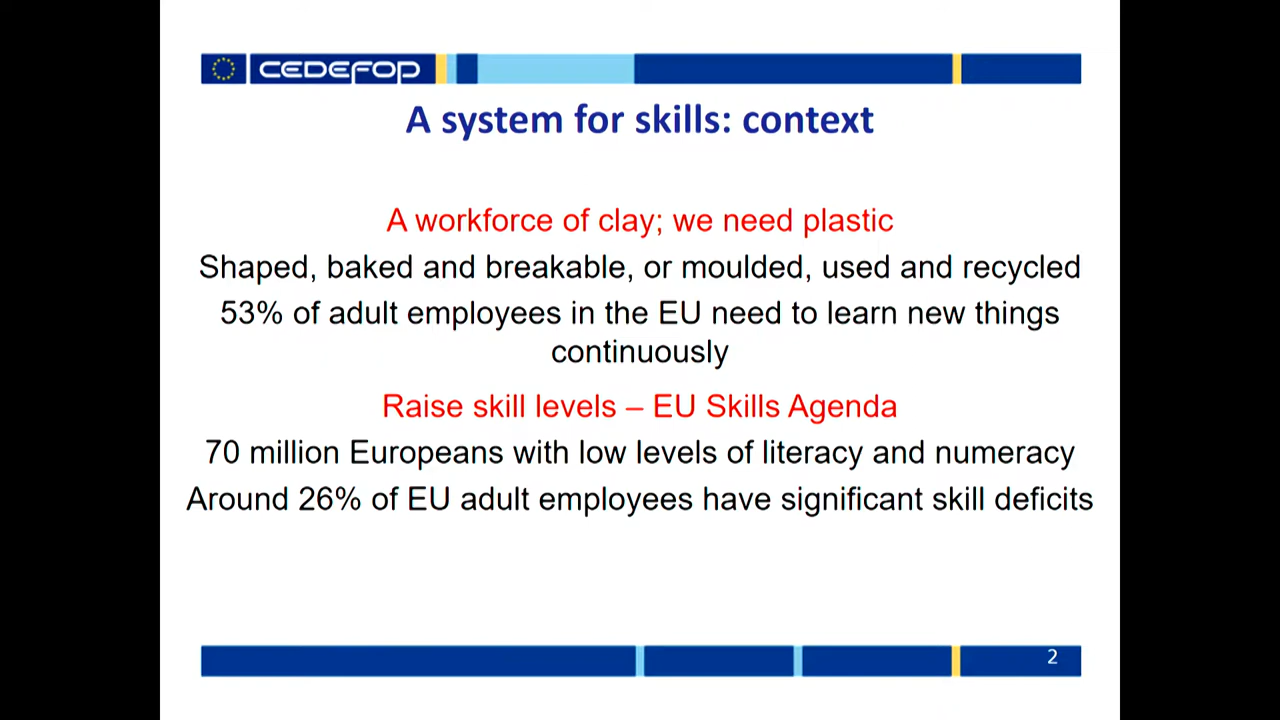 CEDEFOP
A system for skills: context
A workforce of clay; we need plastic
Shaped, baked and breakable, or moulded, used and recycled
53% of adult employees in the EU need to learn new things
continuously
Raise skill levels – EU Skills Agenda
70 million Europeans with low levels of literacy and numeracy
Around 26% of EU adult employees have significant skill deficits
2